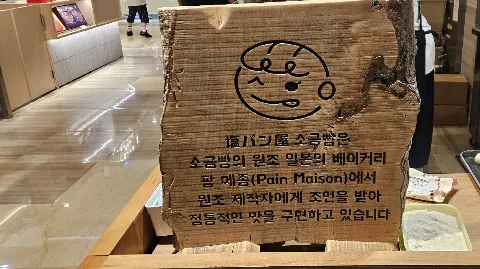 塩パン屋 소금빵은
소금빵의 원조 일본의 베이커리
팡 메종(Pain Maison)에서
원조 제작자에게 조언을 받아
정통적인 맛을 구현하고 있습니다